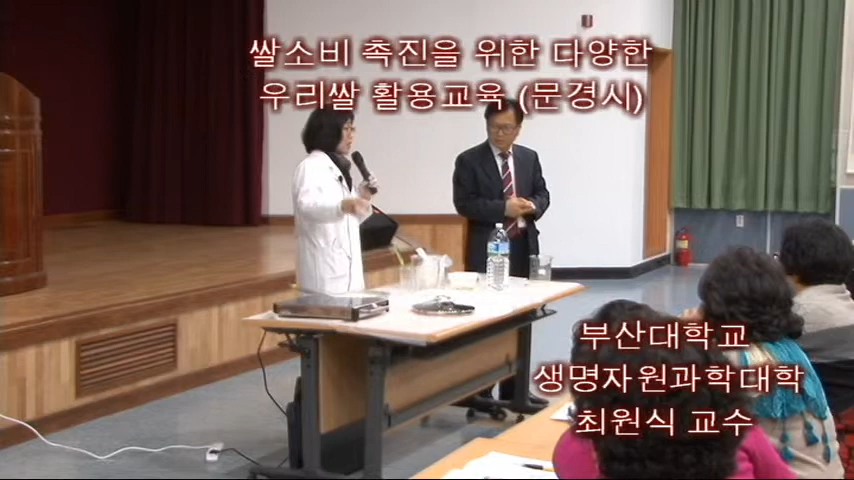 쌀소비 촉진을 위한 다양한
우리쌀 활용교육 (문경시)
부산대학교
생명자원과학대학
최원식 교수